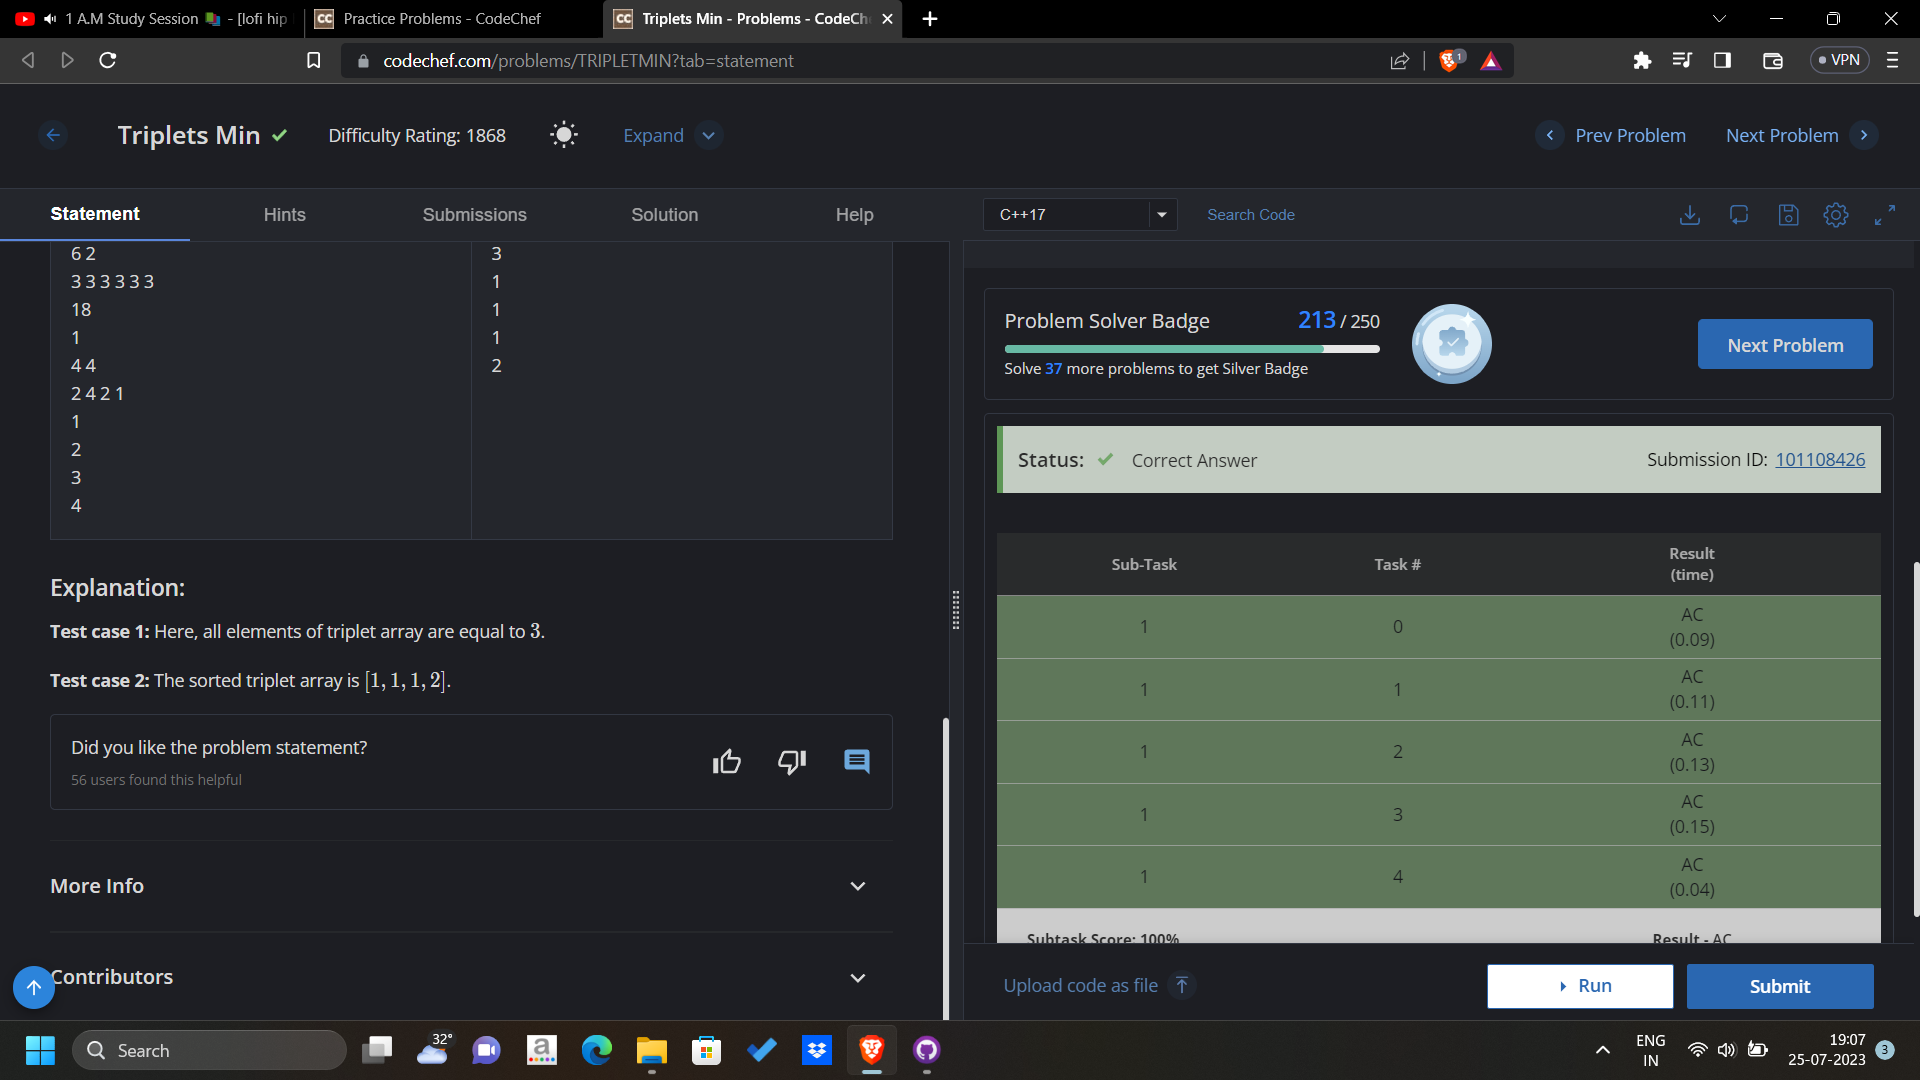 1 A.M Study Session 📚 - [lofi hip
Practice Problems - CodeChef
Triplets Min - Problems - CodeCh
codechef.com/problems/TRIPLETMIN?tab=statement
1
VPN
Triplets Min
Difficulty Rating: 1868
Expand
Prev Problem
Next Problem
Statement
Hints
Submissions
Solution
Help
C++17
Search Code
6 2
3 3 3 3 3 3
18
1
4 4
2 4 2 1
1
2
3
4
3
1
1
1
2
Explanation:
Test case 1: Here, all elements of triplet array are equal to 3.
Test case 2: The sorted triplet array is [1, 1, 1, 2].
Did you like the problem statement?
56 users found this helpful
More Info
Contributors
Problem Solver Badge
213 / 250
Solve 37 more problems to get Silver Badge
Next Problem
Status: Correct Answer
Submission ID: 101108426
Sub-Task Task # Result
(time)
1 0 AC
(0.09)
1 1 AC
(0.11)
1 2 AC
(0.13)
1 3 AC
(0.15)
1 4 AC
(0.04)
Subtask Score: 100% Result - AC
Upload code as file
Run
Submit
Search
32°
a
ENG
IN
19:07
25-07-2023
3